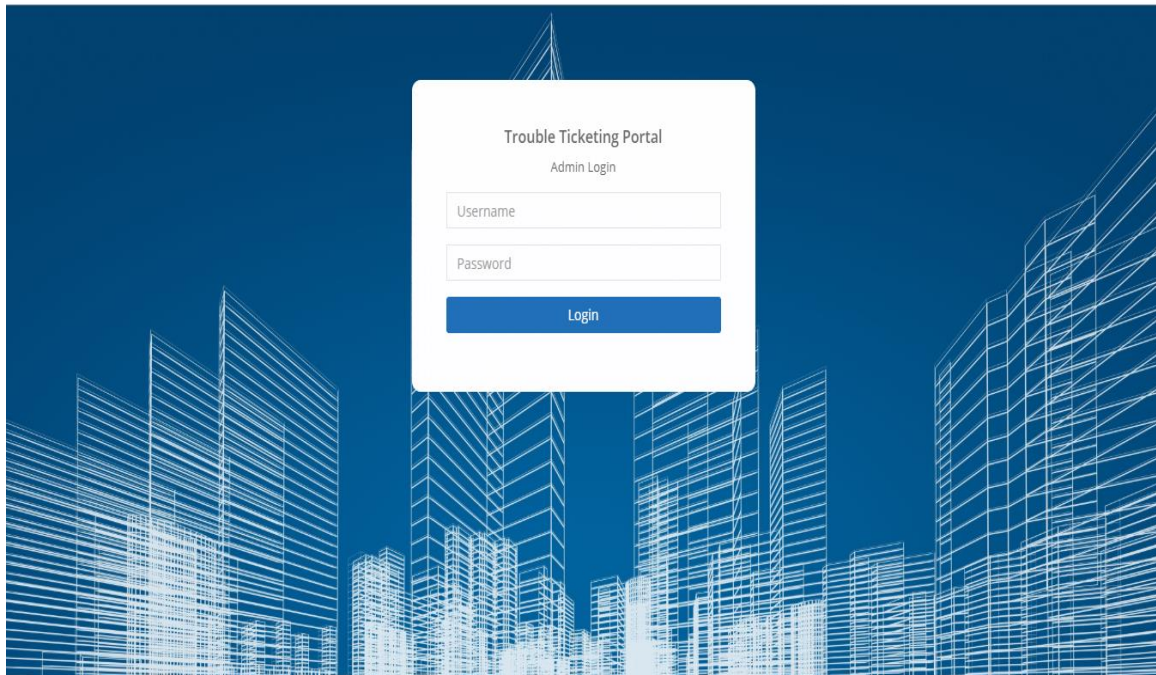 Trouble Ticketing Portal
Admin Login
Username
Password
Login